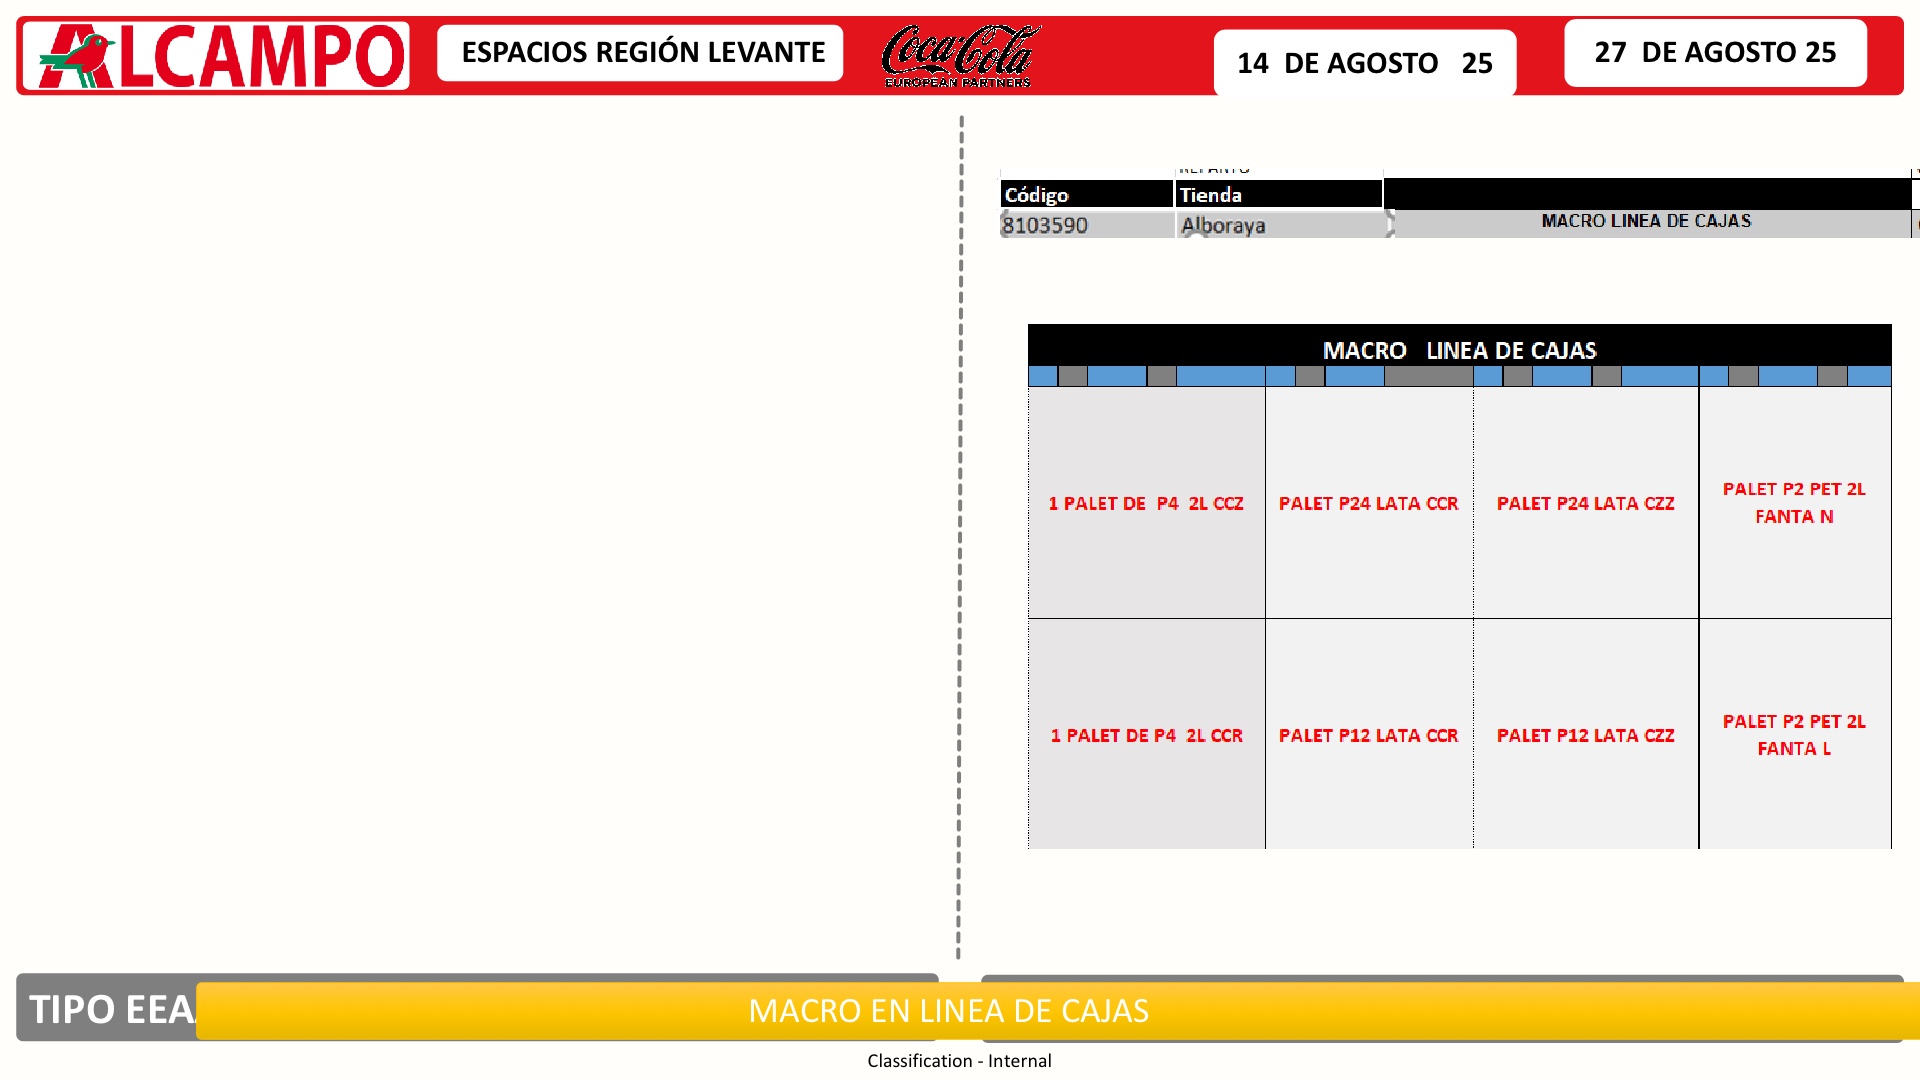 ALCAMPO
ESPACIOS REGIÓN LEVANTE
Coca-Cola
EUROPEAN PARTNERS
14 DE AGOSTO 25
27 DE AGOSTO 25
Código Tienda
8103590 Alboraya MACRO LINEA DE CAJAS
MACRO LINEA DE CAJAS
1 PALET DE P4 2L CCZ
PALET P24 LATA CCR
PALET P24 LATA CZZ
PALET P2 PET 2L
FANTA N
1 PALET DE P4 2L CCR
PALET P12 LATA CCR
PALET P12 LATA CZZ
PALET P2 PET 2L
FANTA L
TIPO EEA
MACRO EN LINEA DE CAJAS
Classification - Internal